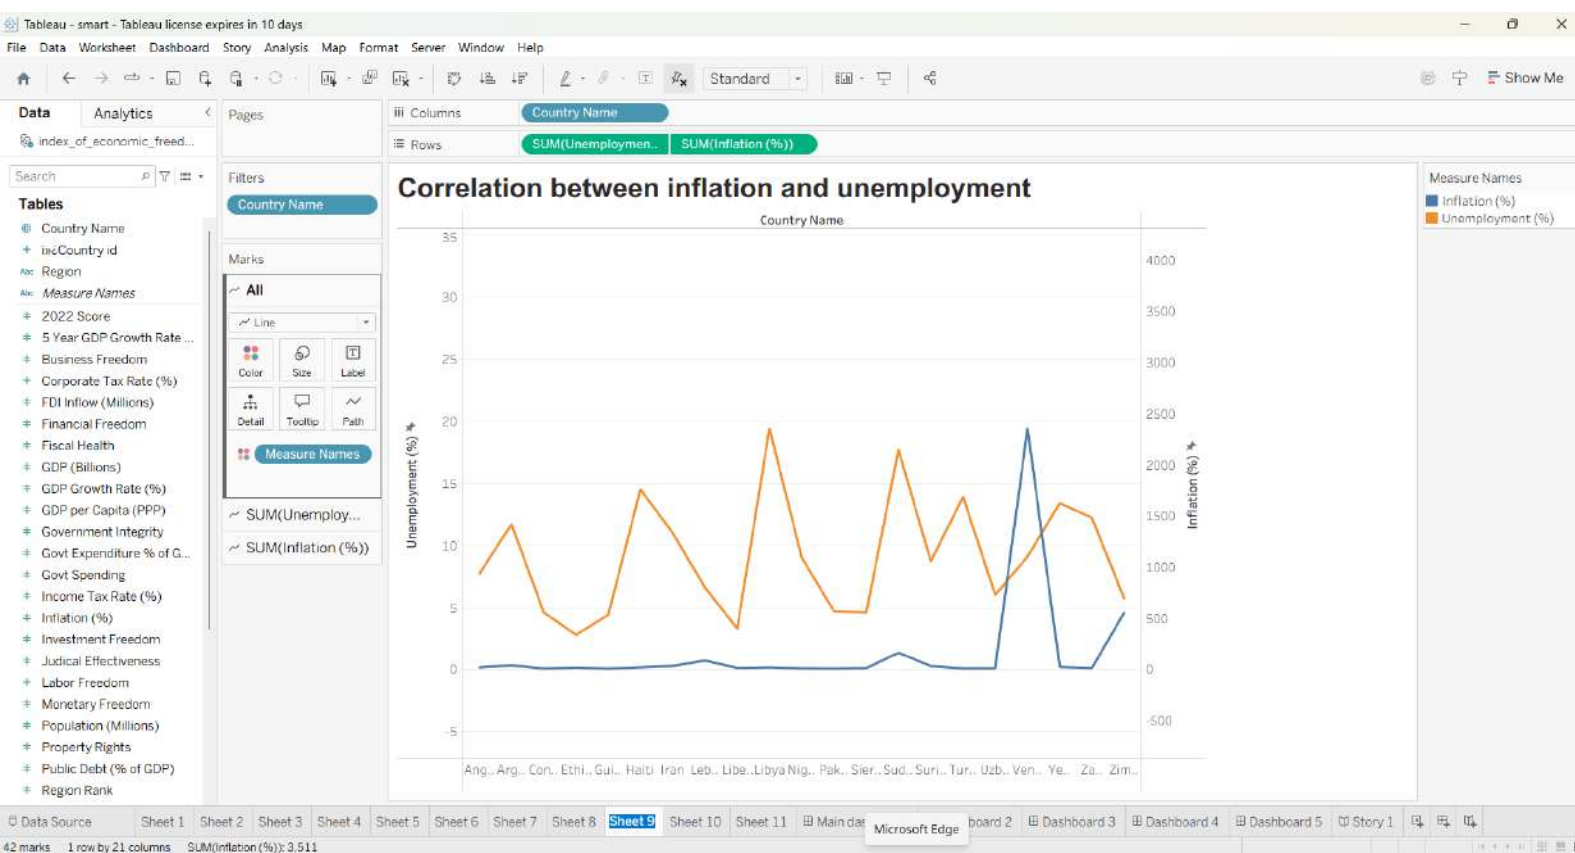 Tableau - smart - Tableau license expires in 10 days
File Data Worksheet Dashboard Story Analysis Map Format Server Window Help
Standard
Show Me
Data
Analytics
index_of_economic_freed...
Search
Tables
Country Name
Country id
Region
Measure Names
2022 Score
5 Year GDP Growth Rate ...
Business Freedom
Corporate Tax Rate (%)
FDI Inflow (Millions)
Financial Freedom
Fiscal Health
GDP (Billions)
GDP Growth Rate (%)
GDP per Capita (PPP)
Government Integrity
Govt Expenditure % of G...
Govt Spending
Income Tax Rate (%)
Inflation (%)
Investment Freedom
Judical Effectiveness
Labor Freedom
Monetary Freedom
Population (Millions)
Property Rights
Public Debt (% of GDP)
Region Rank
Pages
Filters
Country Name
Marks
All
Line
Color Size Label
Detail Tooltip Path
Measure Names
SUM(Unemploy...
SUM(Inflation (%))
Columns
Country Name
Rows
SUM(Unemploymen.. SUM(Inflation (%))
Correlation between inflation and unemployment
Country Name
35
30
25
20
15
10
5
0
-5
Unemployment (%)
4000
3500
3000
2500
2000
1500
1000
500
0
-500
Inflation (%)
Ang.. Arg.. Con.. Ethi.. Gui.. Haiti Iran Leb.. Libe.. Libya Nig.. Pak.. Sier.. Sud.. Suri.. Tur.. Uzb.. Ven.. Ye.. Za.. Zim..
Measure Names
Inflation (%)
Unemployment (%)
Data Source Sheet 1 Sheet 2 Sheet 3 Sheet 4 Sheet 5 Sheet 6 Sheet 7 Sheet 8 Sheet 9 Sheet 10 Sheet 11 Main das board 2 Dashboard 3 Dashboard 4 Dashboard 5 Story 1
Microsoft Edge
42 marks 1 row by 21 columns SUM(Inflation (%)): 3,511